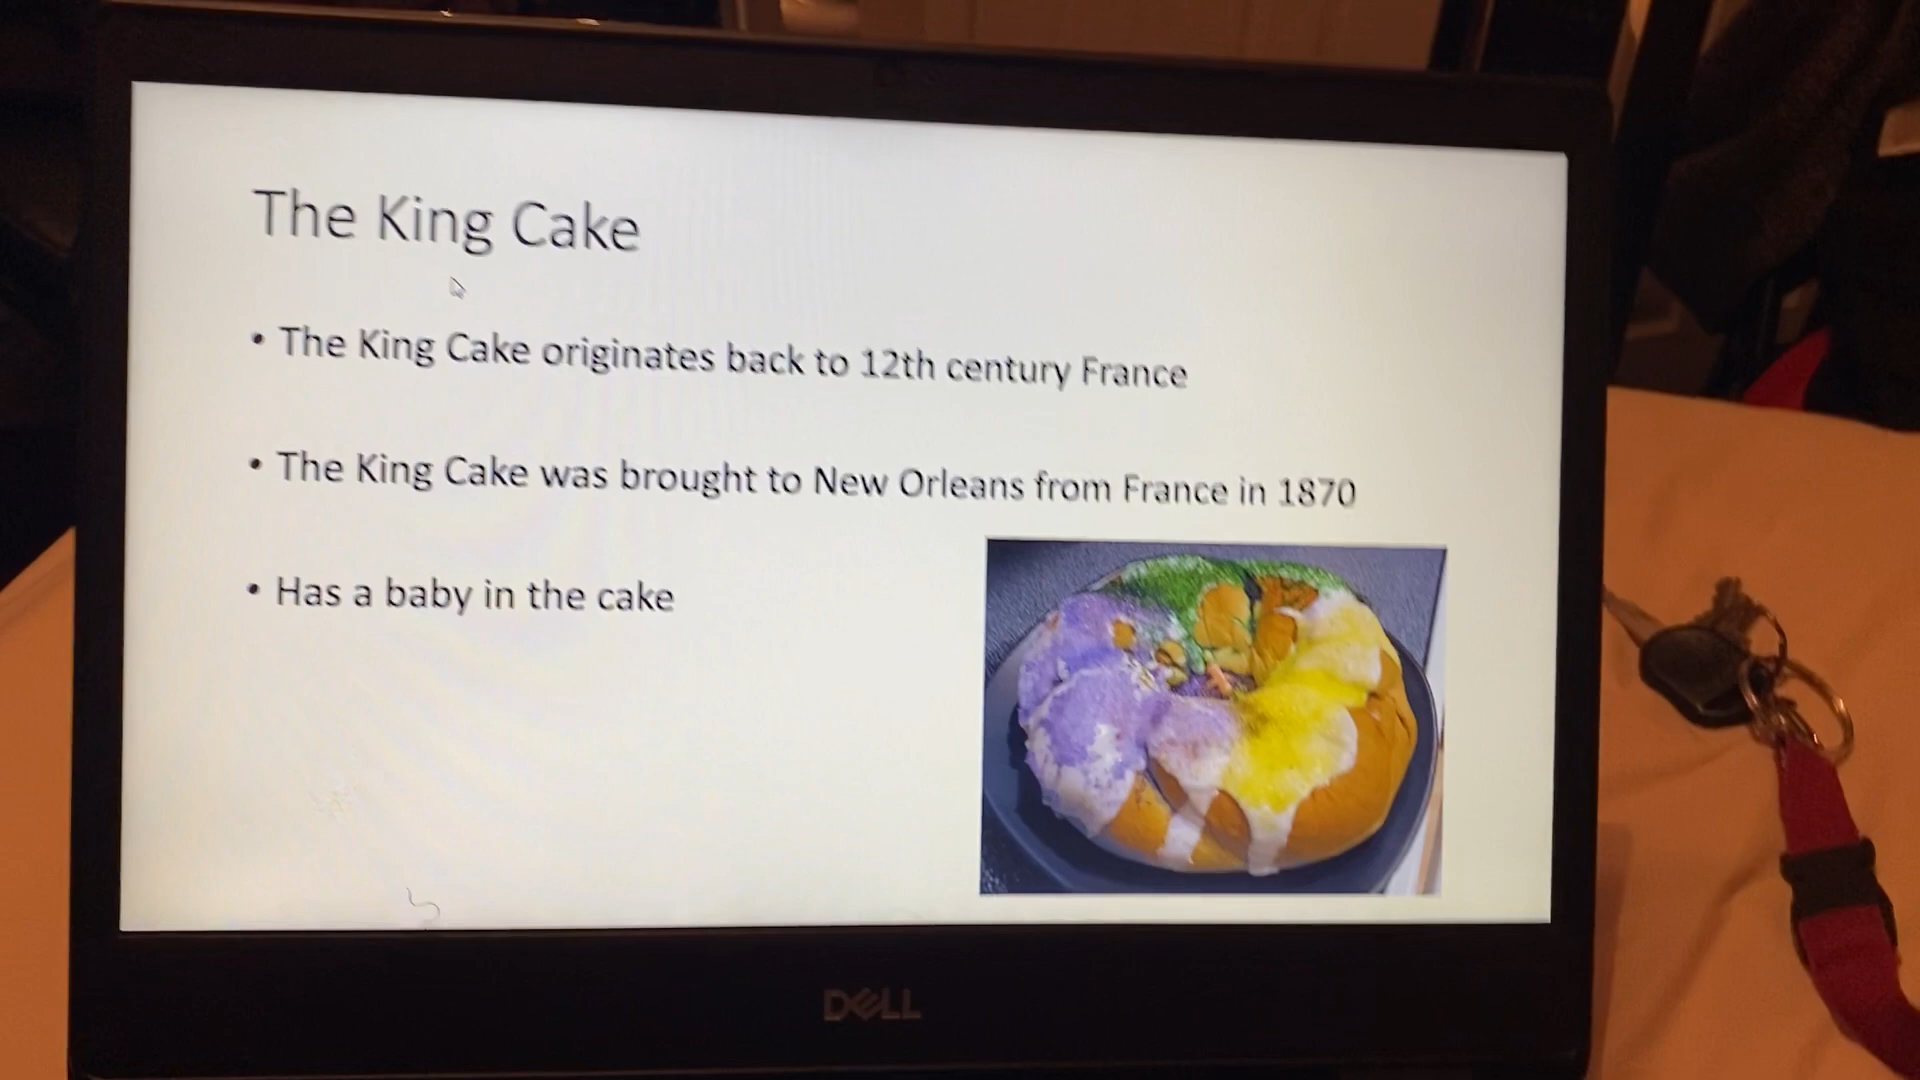 The King Cake
• The King Cake originates back to 12th century France
• The King Cake was brought to New Orleans from France in 1870
• Has a baby in the cake
DELL